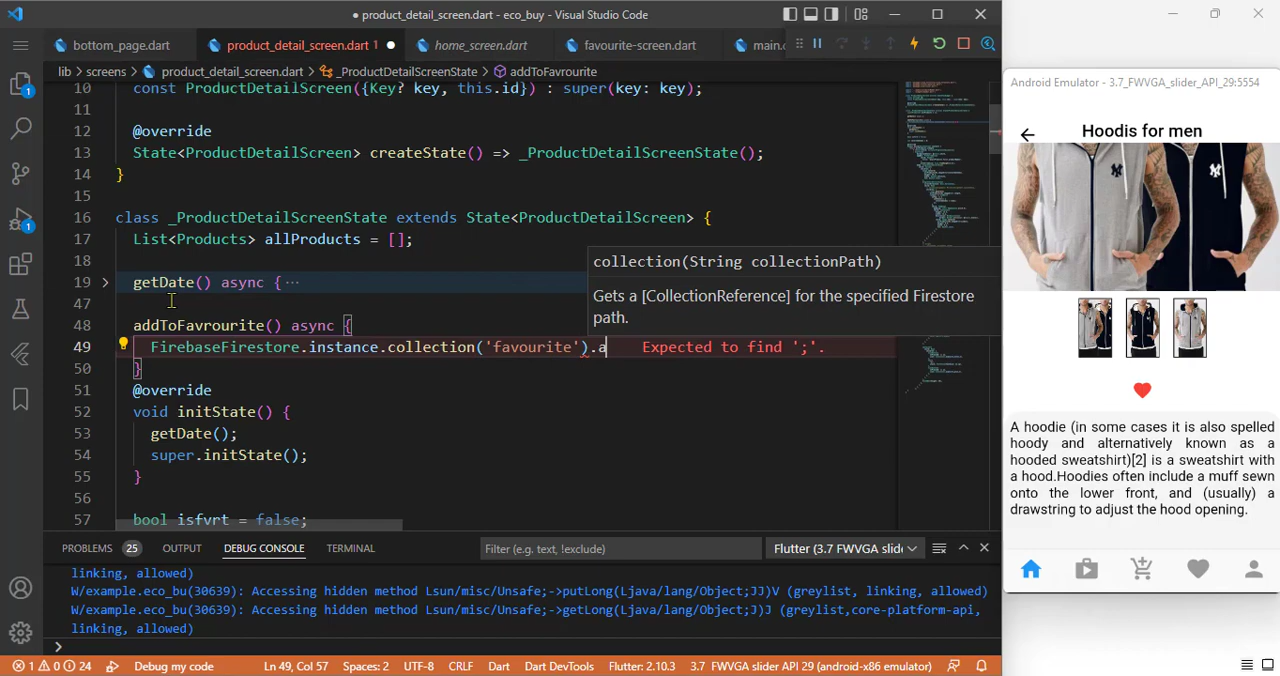 product_detail_screen.dart - eco_buy - Visual Studio Code
bottom_page.dart
product_detail_screen.dart 1
home_screen.dart
favourite-screen.dart
main.
lib > screens > product_detail_screen.dart > _ProductDetailScreenState > addToFavrourite
10 const ProductDetailScreen({Key? key, this.id}) : super(key: key);
11
12 @override
13 State<ProductDetailScreen> createState() => _ProductDetailScreenState();
14 }
15
16 class _ProductDetailScreenState extends State<ProductDetailScreen> {
17 List<Products> allProducts = [];
18
19 getDate() async { ...
47
48 addToFavrourite() async {
49 FirebaseFirestore.instance.collection('favourite').a Expected to find ';'.
50 }
51 @override
52 void initState() {
53 getDate();
54 super.initState();
55 }
56
57 bool isfvrt = false;
collection(String collectionPath)
Gets a [CollectionReference] for the specified Firestore
path.
PROBLEMS 25 OUTPUT DEBUG CONSOLE TERMINAL
Filter (e.g. text, !exclude)
Flutter (3.7 FWVGA slide
linking, allowed)
W/example.eco_bu(30639): Accessing hidden method Lsun/misc/Unsafe;->putLong(Ljava/lang/Object;JJ)V (greylist, linking, allowed)
W/example.eco_bu(30639): Accessing hidden method Lsun/misc/Unsafe;->getLong(Ljava/lang/Object;J)J (greylist,core-platform-api,
linking, allowed)
1 0 24 Debug my code Ln 49, Col 57 Spaces: 2 UTF-8 CRLF Dart Dart DevTools Flutter: 2.10.3 3.7 FWVGA slider API 29 (android-x86 emulator)
1
1
Android Emulator - 3.7_FWVGA_slider_API_29:5554
Hoodis for men
A hoodie (in some cases it is also spelled
hoody and alternatively known as a
hooded sweatshirt)[2] is a sweatshirt with
a hood.Hoodies often include a muff sewn
onto the lower front, and (usually) a
drawstring to adjust the hood opening.